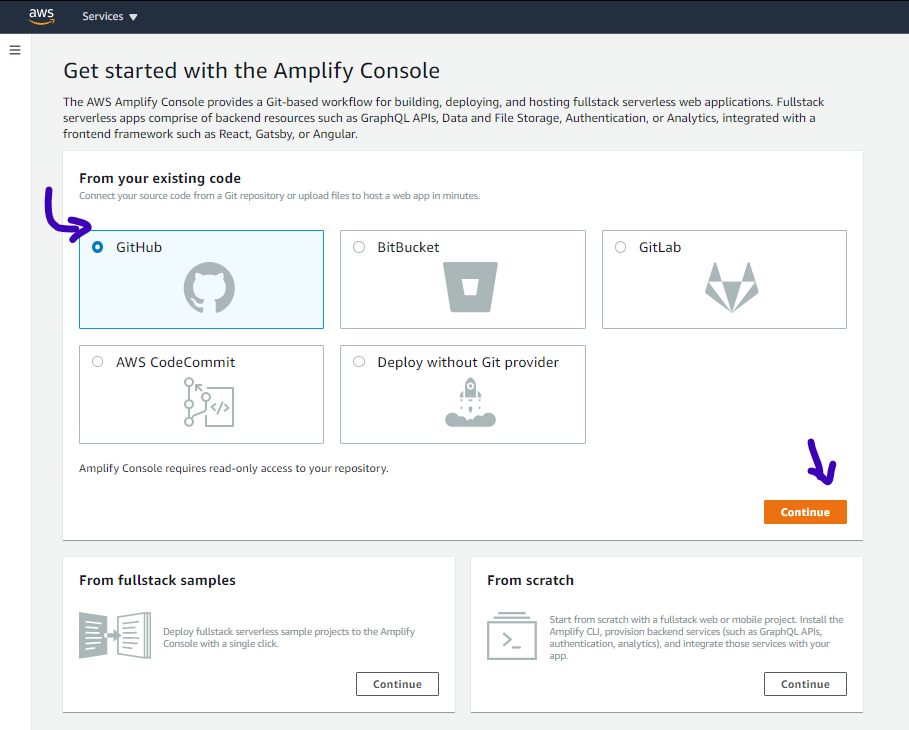 aws
Services
Get started with the Amplify Console
The AWS Amplify Console provides a Git-based workflow for building, deploying, and hosting fullstack serverless web applications. Fullstack
serverless apps comprise of backend resources such as GraphQL APIs, Data and File Storage, Authentication, or Analytics, integrated with a
frontend framework such as React, Gatsby, or Angular.
From your existing code
Connect your source code from a Git repository or upload files to host a web app in minutes.
GitHub
BitBucket
GitLab
AWS CodeCommit
Deploy without Git provider
Amplify Console requires read-only access to your repository.
Continue
From fullstack samples
Deploy fullstack serverless sample projects to the Amplify
Console with a single click.
Continue
From scratch
Start from scratch with a fullstack web or mobile project. Install the
Amplify CLI, provision backend services (such as GraphQL APIs,
authentication, analytics), and integrate those services with your
app.
Continue